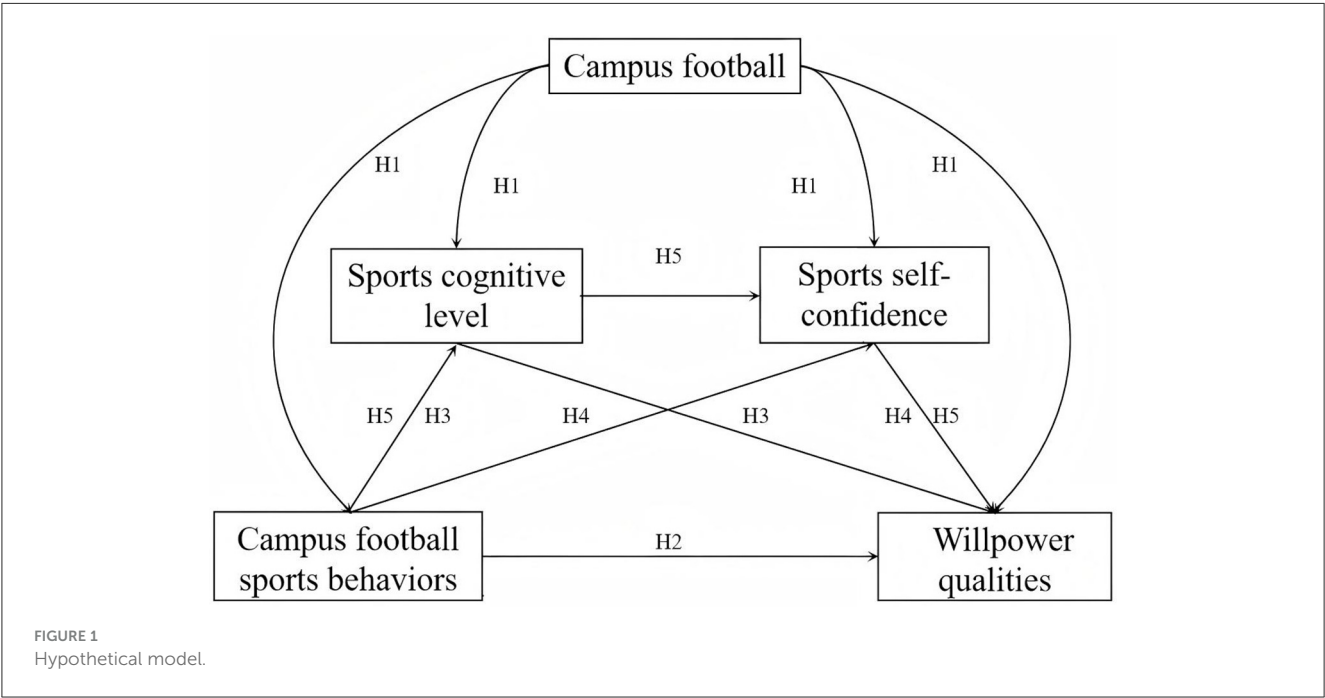 Campus football
H1
H1
H1
H1
Sports cognitive
level
H5
Sports self-
confidence
H5
H3
H4
H3
H4
H5
Campus football
sports behaviors
H2
Willpower
qualities
FIGURE 1
Hypothetical model.